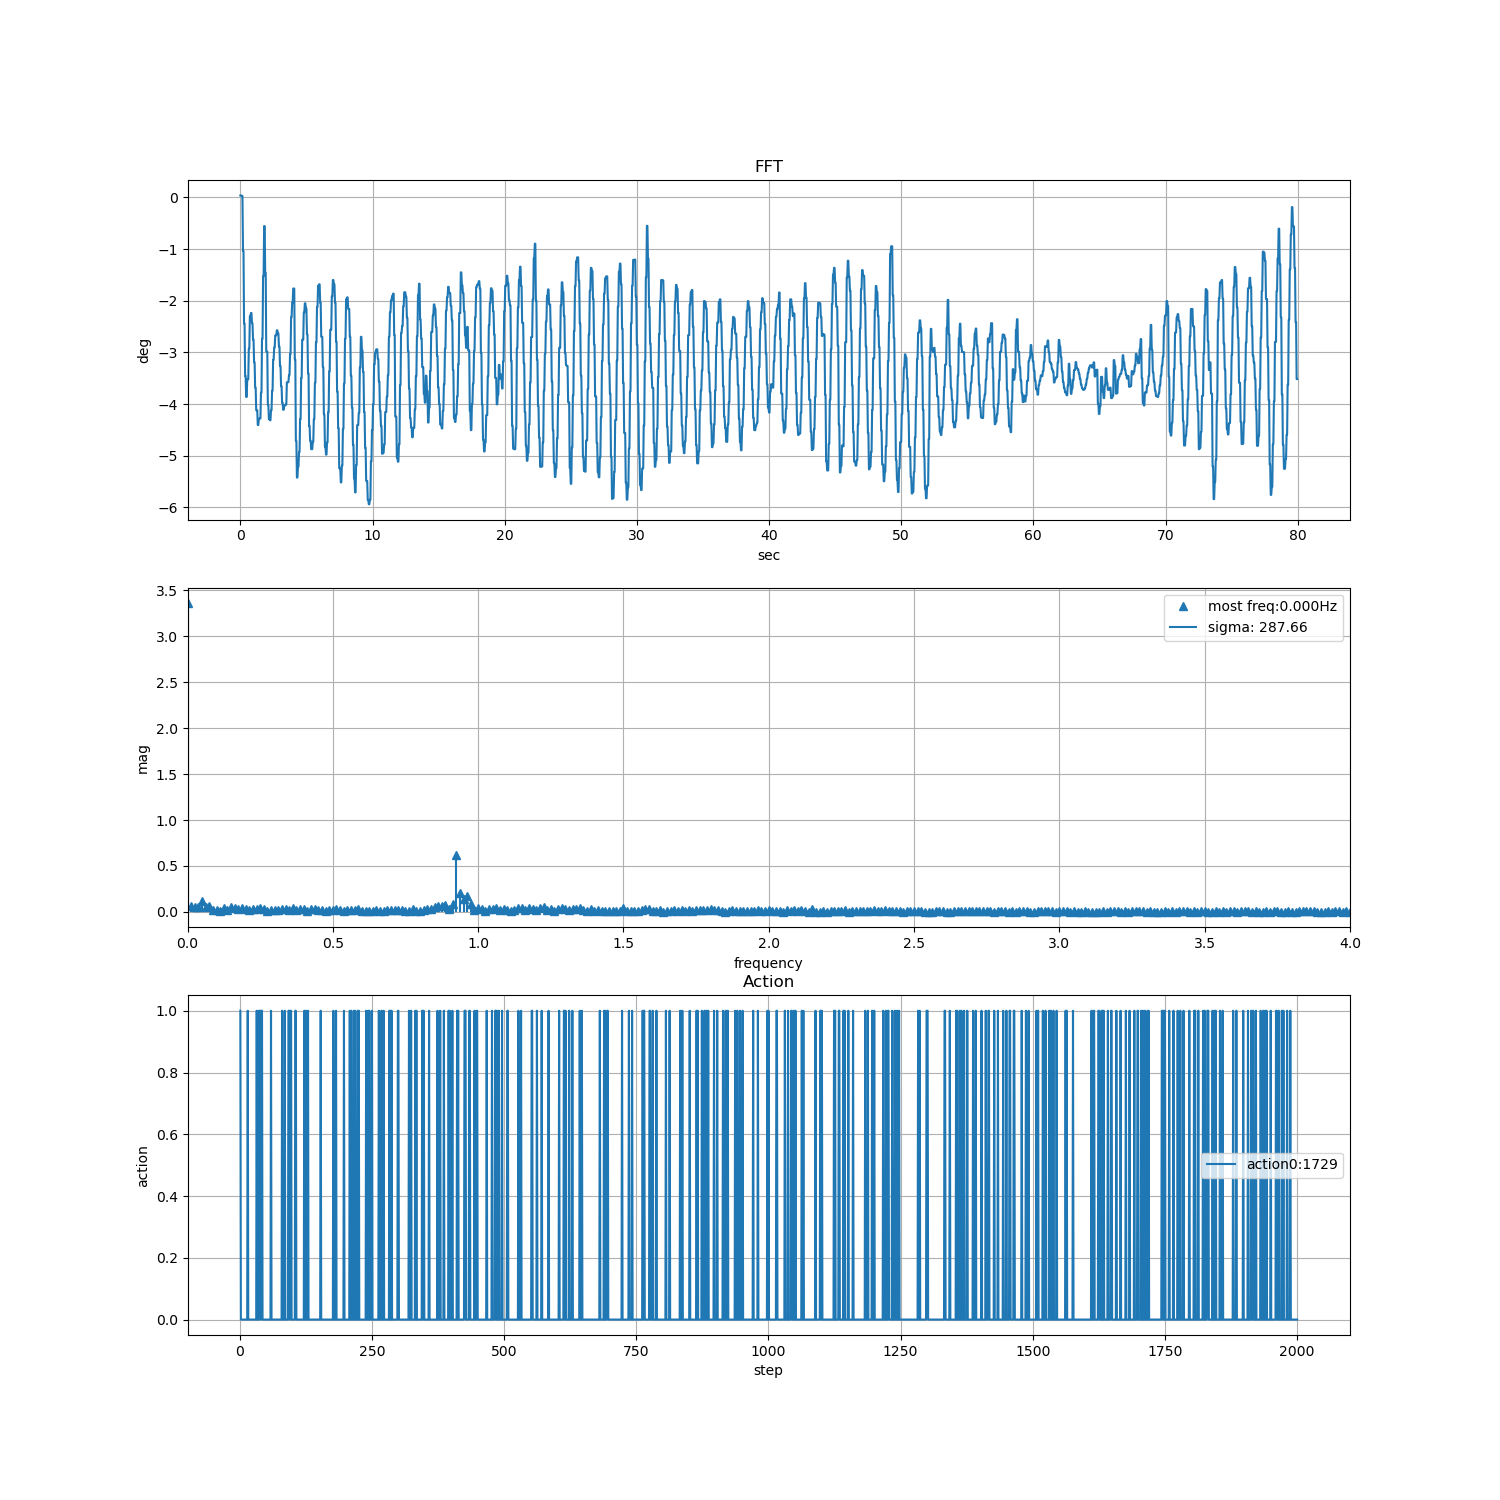 FFT
0
−1
−2
−3
−4
−5
−6
deg
0 10 20 30 40 50 60 70 80
sec
3.5
3.0
2.5
2.0
1.5
1.0
0.5
0.0
mag
most freq:0.000Hz
sigma: 287.66
0.0 0.5 1.0 1.5 2.0 2.5 3.0 3.5 4.0
frequency
Action
1.0
0.8
0.6
0.4
0.2
0.0
action
action0:1729
0 250 500 750 1000 1250 1500 1750 2000
step